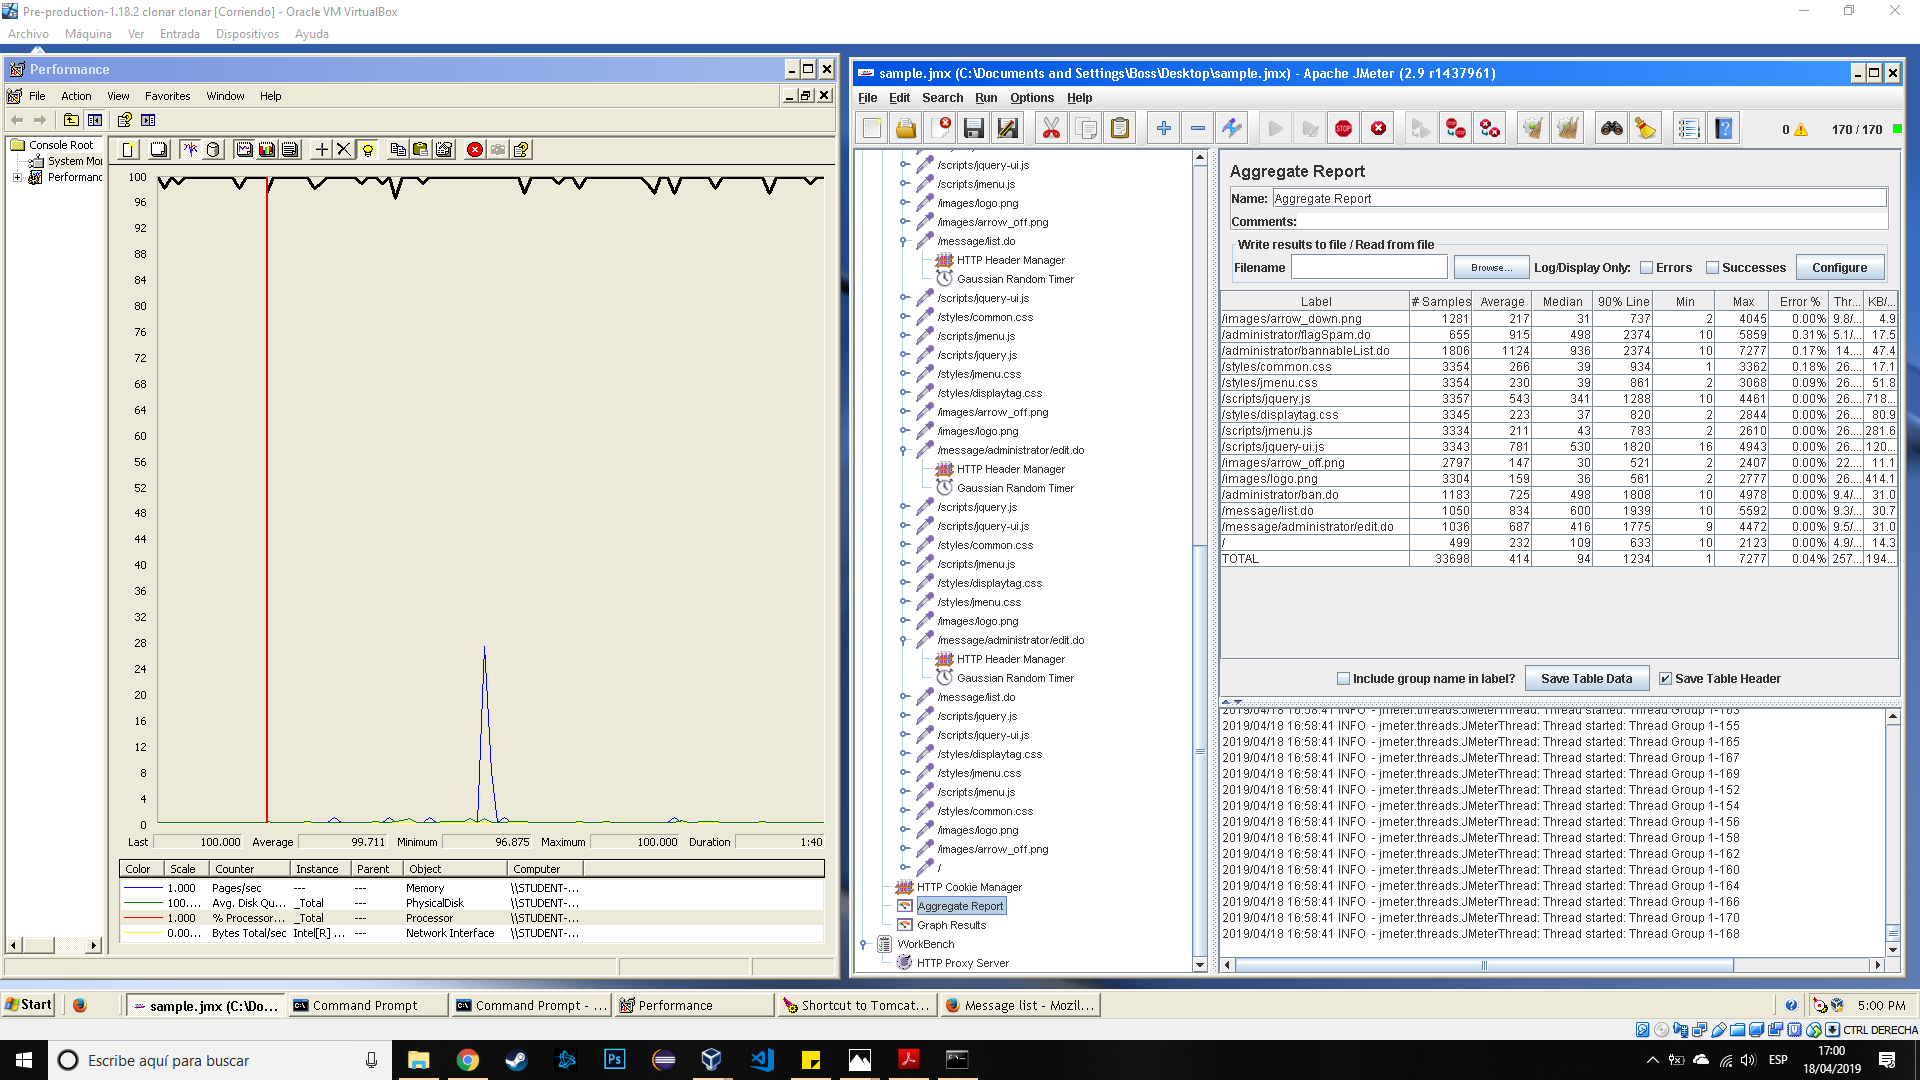 Pre-production-1.18.2 clonar clonar [Corriendo] - Oracle VM VirtualBox
Archivo Máquina Ver Entrada Dispositivos Ayuda
Performance
File Action View Favorites Window Help
Console Root
System Mo
Performanc
100
96
92
88
84
80
76
72
68
64
60
56
52
48
44
40
36
32
28
24
20
16
12
8
4
0
Last 100.000 Average 99.711 Minimum 96.875 Maximum 100.000 Duration 1:40
Color Scale Counter Instance Parent Object Computer
1.000 Pages/sec --- --- Memory \\STUDENT-...
100.... Avg. Disk Qu... _Total --- PhysicalDisk \\STUDENT-...
1.000 % Processor... _Total --- Processor \\STUDENT-...
0.00... Bytes Total/sec Intel[R] ... --- Network Interface \\STUDENT-...
sample.jmx (C:\Documents and Settings\Boss\Desktop\sample.jmx) - Apache JMeter (2.9 r1437961)
File Edit Search Run Options Help
STOP
0 170 / 170
/scripts/jquery-ui.js
/scripts/jmenu.js
/images/logo.png
/images/arrow_off.png
/message/list.do
HTTP Header Manager
Gaussian Random Timer
/scripts/jquery-ui.js
/styles/common.css
/scripts/jmenu.js
/scripts/jquery.js
/styles/jmenu.css
/styles/displaytag.css
/images/arrow_off.png
/images/logo.png
/message/administrator/edit.do
HTTP Header Manager
Gaussian Random Timer
/scripts/jquery.js
/scripts/jquery-ui.js
/styles/common.css
/scripts/jmenu.js
/styles/displaytag.css
/styles/jmenu.css
/images/logo.png
/message/administrator/edit.do
HTTP Header Manager
Gaussian Random Timer
/message/list.do
/scripts/jquery.js
/scripts/jquery-ui.js
/styles/displaytag.css
/styles/jmenu.css
/scripts/jmenu.js
/styles/common.css
/images/logo.png
/images/arrow_off.png
/
HTTP Cookie Manager
Aggregate Report
Graph Results
WorkBench
HTTP Proxy Server
Aggregate Report
Name: Aggregate Report
Comments:
Write results to file / Read from file
Filename Browse... Log/Display Only: Errors Successes Configure
Label # Samples Average Median 90% Line Min Max Error % Thr... KB/...
/images/arrow_down.png 1281 217 31 737 2 4045 0.00% 9.8/... 4.9
/administrator/flagSpam.do 655 915 498 2374 10 5859 0.31% 5.1/... 17.5
/administrator/bannableList.do 1806 1124 936 2374 10 7277 0.17% 14.... 47.4
/styles/common.css 3354 266 39 934 1 3362 0.18% 26.... 17.1
/styles/jmenu.css 3354 230 39 861 2 3068 0.09% 26.... 51.8
/scripts/jquery.js 3357 543 341 1288 10 4461 0.00% 26.... 718...
/styles/displaytag.css 3345 223 37 820 2 2844 0.00% 26.... 80.9
/scripts/jmenu.js 3334 211 43 783 2 2610 0.00% 26.... 281.6
/scripts/jquery-ui.js 3343 781 530 1820 16 4943 0.00% 26.... 120...
/images/arrow_off.png 2797 147 30 521 2 2407 0.00% 22.... 11.1
/images/logo.png 3304 159 36 561 2 2777 0.00% 26.... 414.1
/administrator/ban.do 1183 725 498 1808 10 4978 0.00% 9.4/... 31.0
/message/list.do 1050 834 600 1939 10 5592 0.00% 9.3/... 30.7
/message/administrator/edit.do 1036 687 416 1775 9 4472 0.00% 9.5/... 31.0
/ 499 232 109 633 10 2123 0.00% 4.9/... 14.3
TOTAL 33698 414 94 1234 1 7277 0.04% 257... 194...
Include group name in label? Save Table Data Save Table Header
2019/04/18 16:58:41 INFO - jmeter.threads.JMeterThread: Thread started: Thread Group 1-163
2019/04/18 16:58:41 INFO - jmeter.threads.JMeterThread: Thread started: Thread Group 1-155
2019/04/18 16:58:41 INFO - jmeter.threads.JMeterThread: Thread started: Thread Group 1-165
2019/04/18 16:58:41 INFO - jmeter.threads.JMeterThread: Thread started: Thread Group 1-167
2019/04/18 16:58:41 INFO - jmeter.threads.JMeterThread: Thread started: Thread Group 1-169
2019/04/18 16:58:41 INFO - jmeter.threads.JMeterThread: Thread started: Thread Group 1-152
2019/04/18 16:58:41 INFO - jmeter.threads.JMeterThread: Thread started: Thread Group 1-154
2019/04/18 16:58:41 INFO - jmeter.threads.JMeterThread: Thread started: Thread Group 1-156
2019/04/18 16:58:41 INFO - jmeter.threads.JMeterThread: Thread started: Thread Group 1-158
2019/04/18 16:58:41 INFO - jmeter.threads.JMeterThread: Thread started: Thread Group 1-162
2019/04/18 16:58:41 INFO - jmeter.threads.JMeterThread: Thread started: Thread Group 1-160
2019/04/18 16:58:41 INFO - jmeter.threads.JMeterThread: Thread started: Thread Group 1-164
2019/04/18 16:58:41 INFO - jmeter.threads.JMeterThread: Thread started: Thread Group 1-166
2019/04/18 16:58:41 INFO - jmeter.threads.JMeterThread: Thread started: Thread Group 1-170
2019/04/18 16:58:41 INFO - jmeter.threads.JMeterThread: Thread started: Thread Group 1-168
Start sample.jmx (C:\Do... Command Prompt Command Prompt - ... Performance Shortcut to Tomcat... Message list - Mozil... 5:00 PM
CTRL DERECHA
Escribe aquí para buscar Ps ESP 17:00
18/04/2019